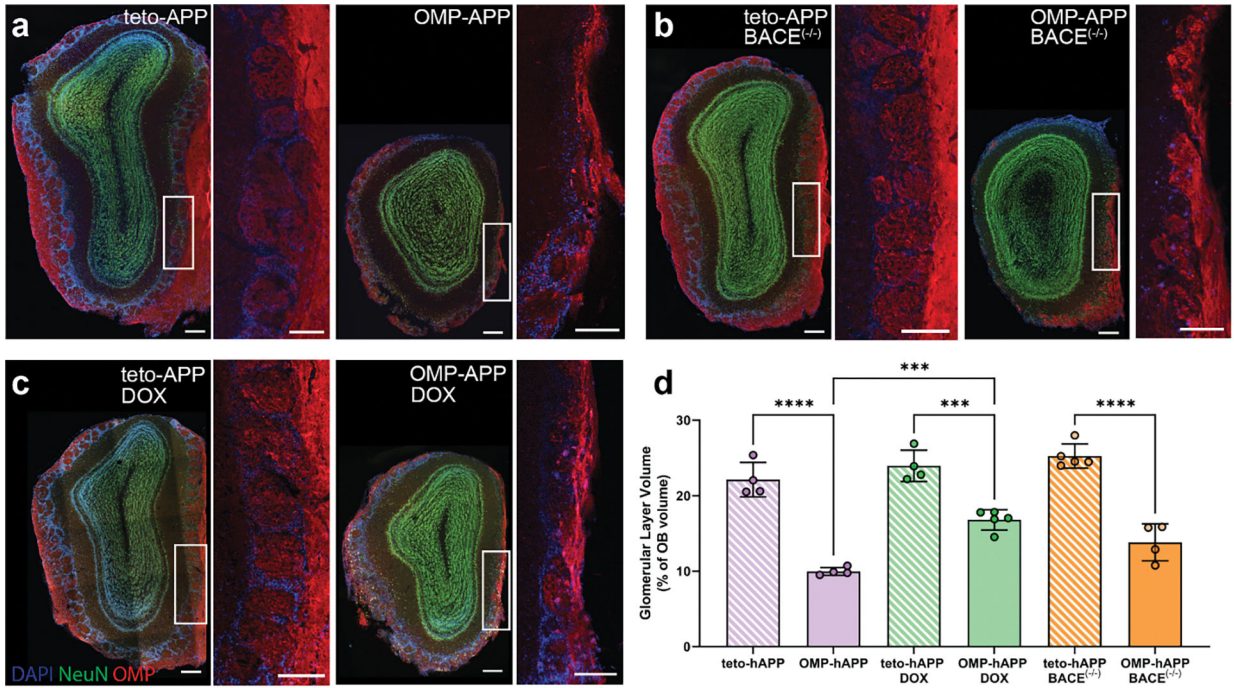 a
teto-APP
OMP-APP
b
teto-APP
BACE(-/-)
OMP-APP
BACE(-/-)
c
teto-APP
DOX
OMP-APP
DOX
DAPI NeuN OMP
d
***
****
***
****
Glomerular Layer Volume
(% of OB volume)
30
20
10
0
teto-hAPP
OMP-hAPP
teto-hAPP
DOX
OMP-hAPP
DOX
teto-hAPP
BACE(-/-)
OMP-hAPP
BACE(-/-)